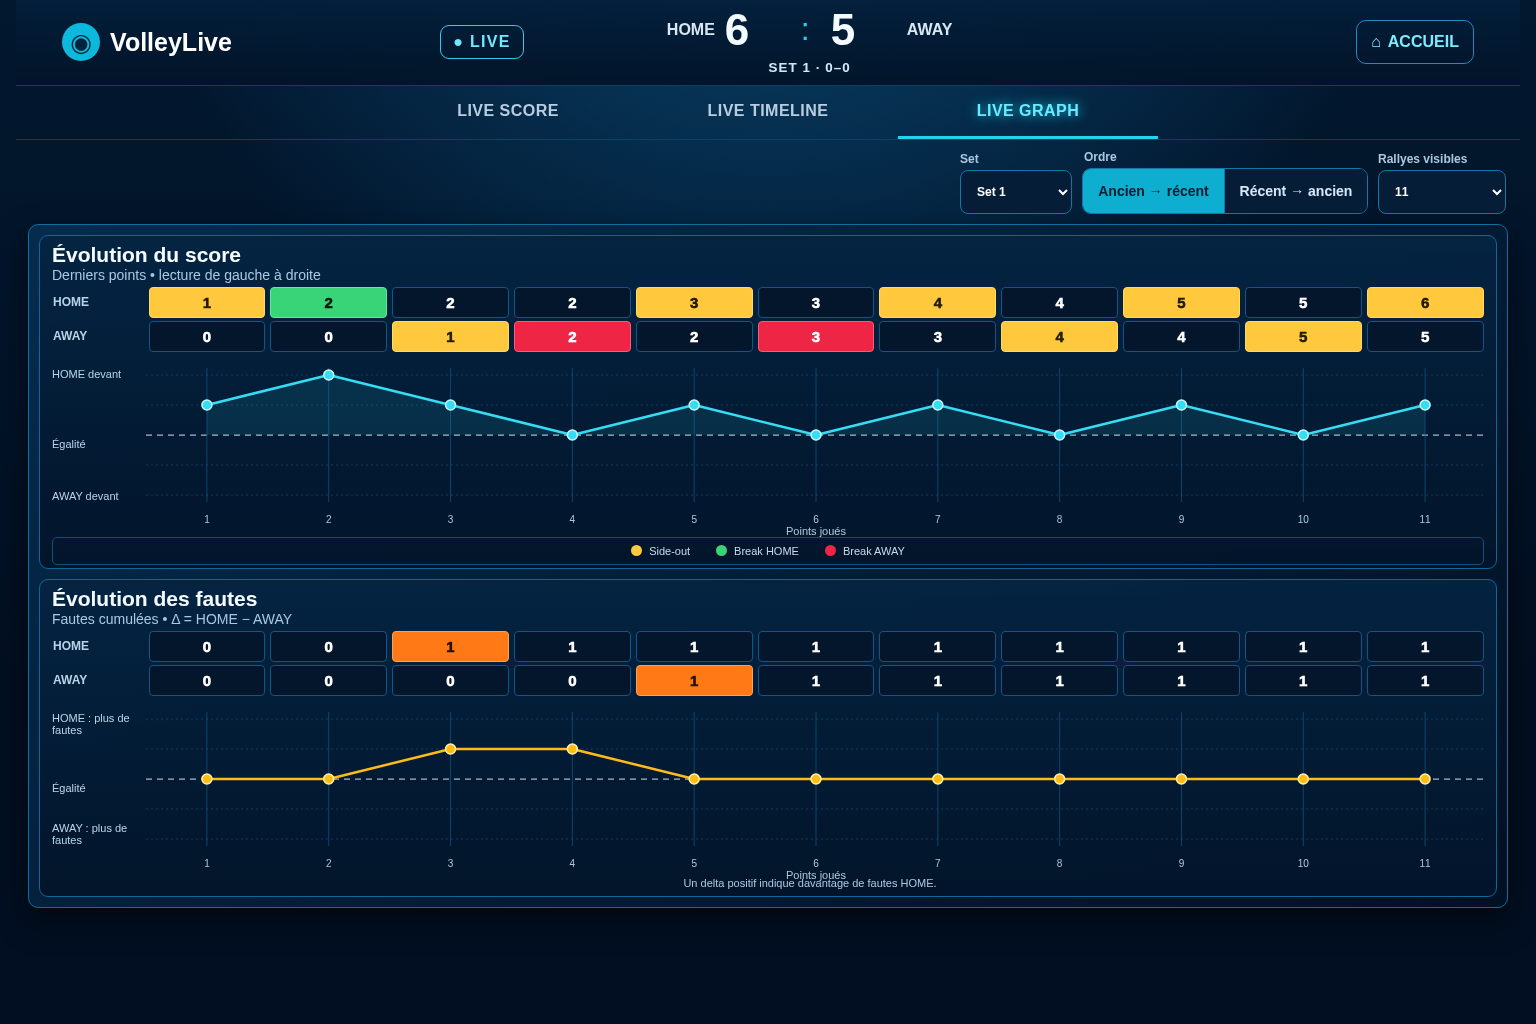 VolleyLive
● LIVE
HOME 6 : 5 AWAY
SET 1 · 0–0
⌂ ACCUEIL
LIVE SCORE LIVE TIMELINE LIVE GRAPH
Set Ordre Rallyes visibles
Set 1 Ancien → récent Récent → ancien 11
Évolution du score
Derniers points • lecture de gauche à droite
HOME 1 2 2 2 3 3 4 4 5 5 6
AWAY 0 0 1 2 2 3 3 4 4 5 5
HOME devant
Égalité
AWAY devant
1 2 3 4 5 6 7 8 9 10 11
Points joués
Side-out Break HOME Break AWAY
Évolution des fautes
Fautes cumulées • Δ = HOME − AWAY
HOME 0 0 1 1 1 1 1 1 1 1 1
AWAY 0 0 0 0 1 1 1 1 1 1 1
HOME : plus de
fautes
Égalité
AWAY : plus de
fautes
1 2 3 4 5 6 7 8 9 10 11
Points joués
Un delta positif indique davantage de fautes HOME.